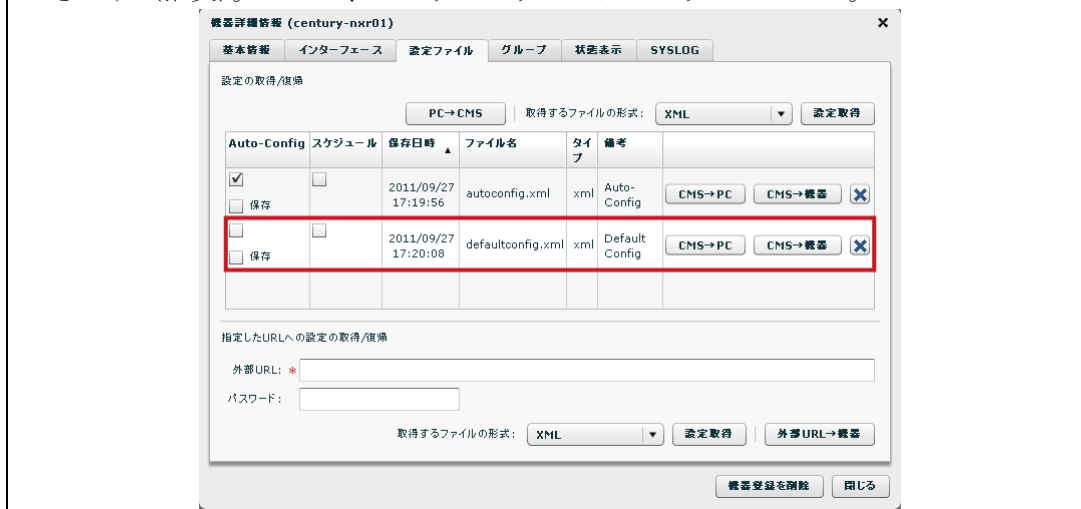 機器詳細情報 (century-nxr01)
基本情報 インターフェース 設定ファイル グループ 状態表示 SYSLOG
設定の取得/復帰
PC→CMS 取得するファイルの形式: XML 設定取得
Auto-Config スケジュール 保存日時 ファイル名 タイプ 備考
保存 2011/09/27 17:19:56 autoconfig.xml xml Auto-Config CMS→PC CMS→機器
保存 2011/09/27 17:20:08 defaultconfig.xml xml Default Config CMS→PC CMS→機器
指定したURLへの設定の取得/復帰
外部URL: *
パスワード:
取得するファイルの形式: XML 設定取得 外部URL→機器
機器登録を削除 閉じる